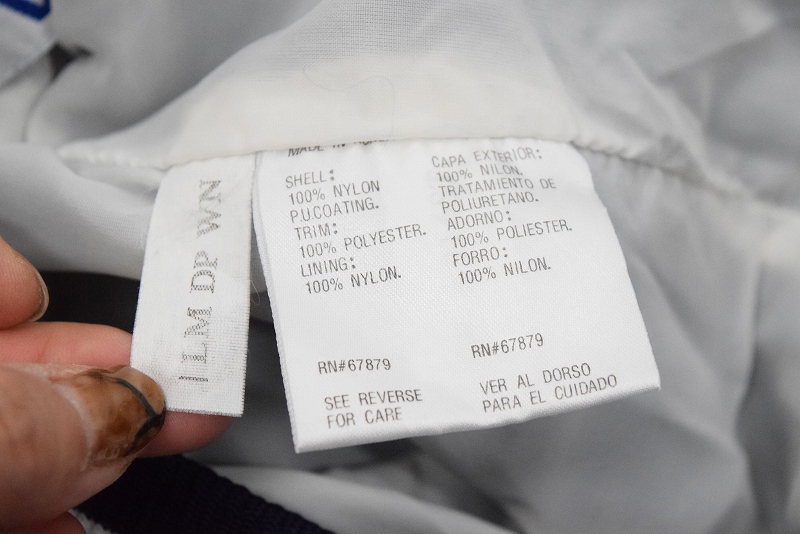 MADE IN
SHELL:
100% NYLON
P.U.COATING.
TRIM:
100% POLYESTER.
LINING:
100% NYLON.
RN#67879
SEE REVERSE
FOR CARE
CAPA EXTERIOR:
100% NILON.
TRATAMIENTO DE
POLIURETANO.
ADORNO:
100% POLIESTER.
FORRO:
100% NILON.
RN#67879
VER AL DORSO
PARA EL CUIDADO
DP WN